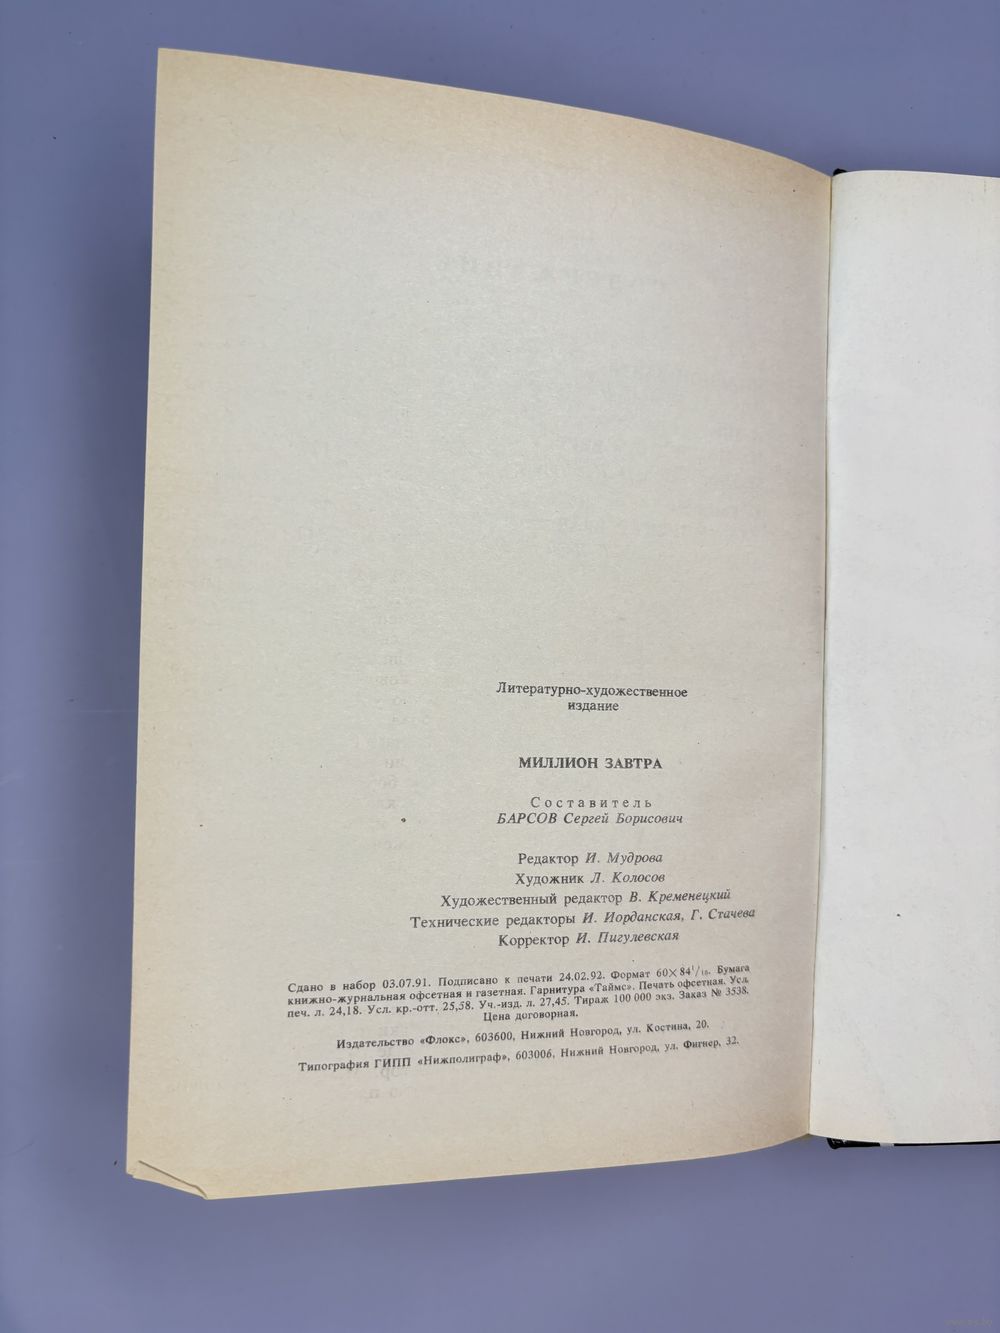 Литературно-художественное
издание
МИЛЛИОН ЗАВТРА
Составитель
БАРСОВ Сергей Борисович
Редактор И. Мудрова
Художник Л. Колосов
Художественный редактор В. Кременецкий
Технические редакторы И. Иорданская, Г. Стачева
Корректор И. Пигулевская
Сдано в набор 03.07.91. Подписано к печати 24.02.92. Формат 60×84¹/₁₆. Бумага
книжно-журнальная офсетная и газетная. Гарнитура «Таймс». Печать офсетная. Усл.
печ. л. 24,18. Усл. кр.-отт. 25,58. Уч.-изд. л. 27,45. Тираж 100 000 экз. Заказ № 3538.
Цена договорная.
Издательство «Флокс», 603600, Нижний Новгород, ул. Костина, 20.
Типография ГИПП «Нижполиграф», 603006, Нижний Новгород, ул. Фигнер, 32.